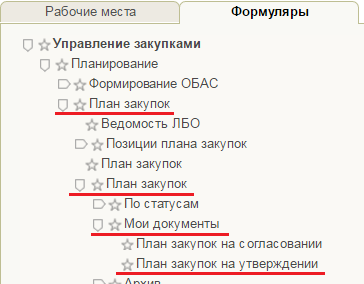 Рабочие места
Формуляры
Управление закупками
Планирование
Формирование ОБАС
План закупок
Ведомость ЛБО
Позиции плана закупок
План закупок
План закупок
По статусам
Мои документы
План закупок на согласовании
План закупок на утверждении
Архив